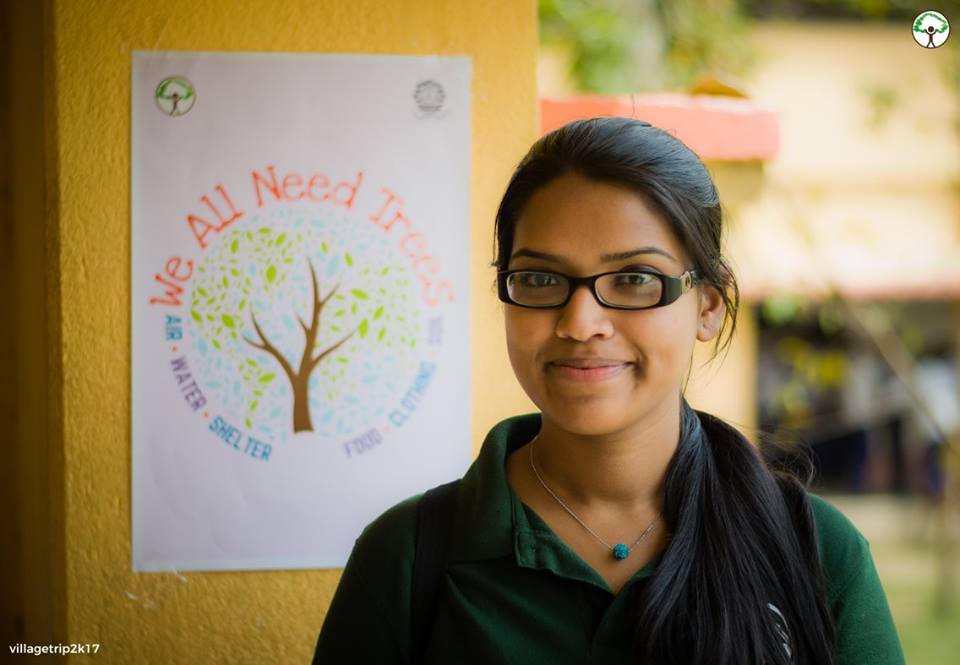 We All Need Trees
AIR • WATER • SHELTER
FOOD • CLOTHING
villagetrip2k17